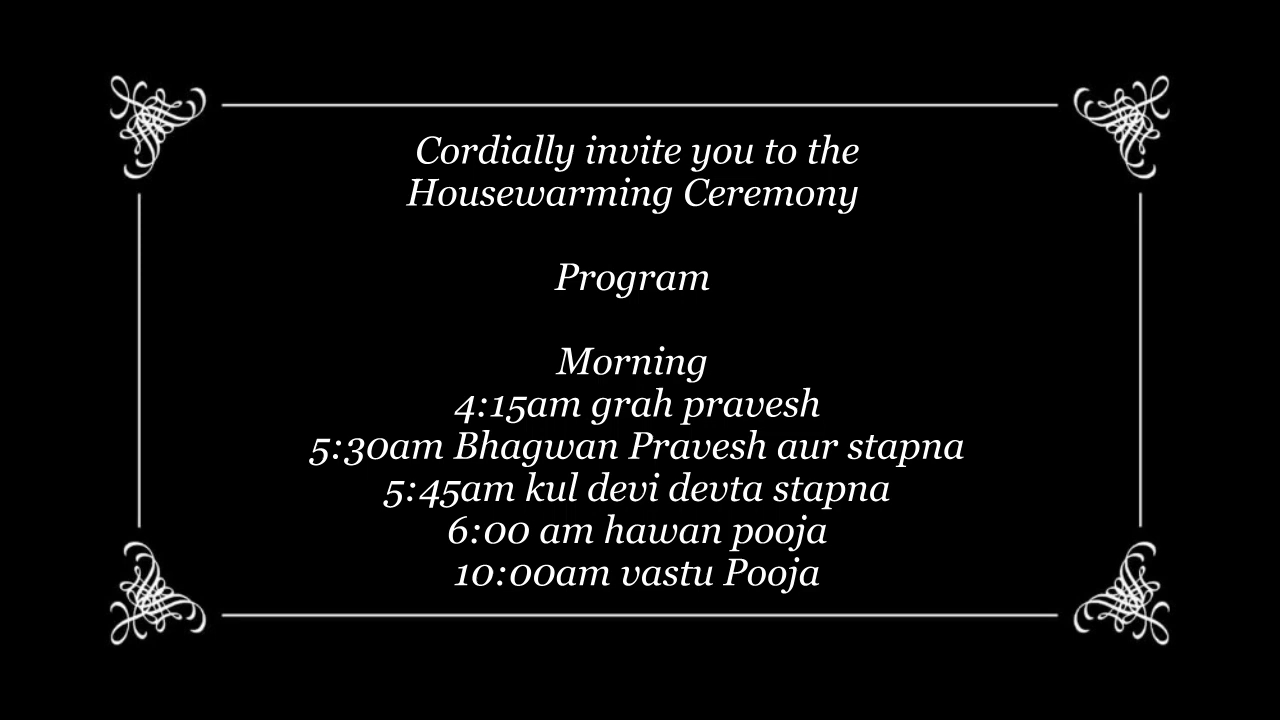 Cordially invite you to the
Housewarming Ceremony
Program
Morning
4:15am grah pravesh
5:30am Bhagwan Pravesh aur stapna
5:45am kul devi devta stapna
6:00 am hawan pooja
10:00am vastu Pooja